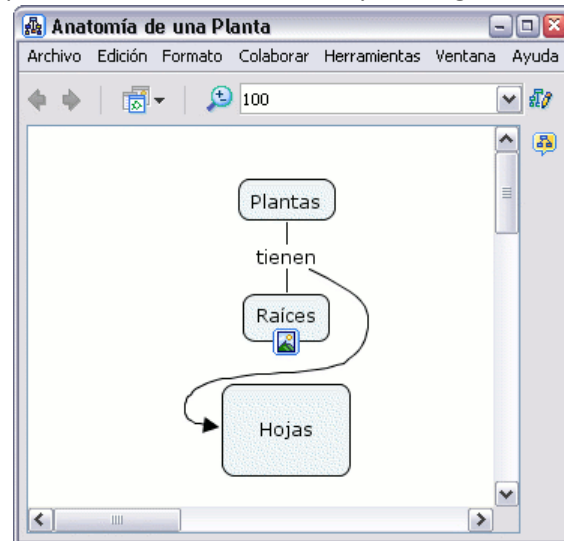 Anatomía de una Planta
Archivo Edición Formato Colaborar Herramientas Ventana Ayuda
100
Plantas
tienen
Raíces
Hojas